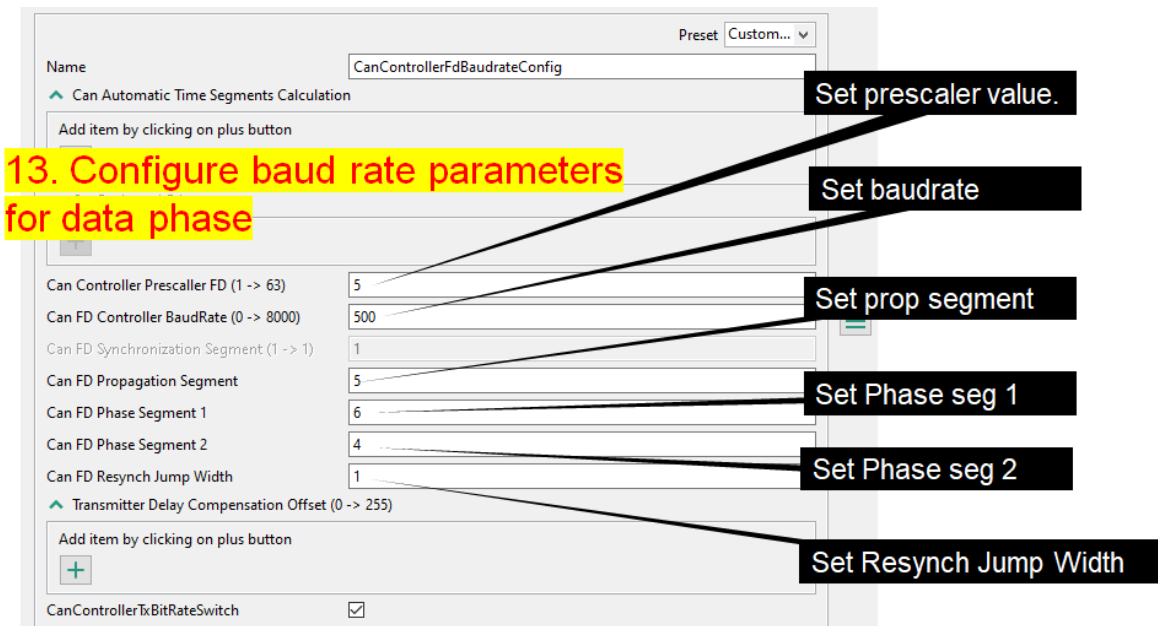 Preset Custom...
Name CanControllerFdBaudrateConfig
Can Automatic Time Segments Calculation
Set prescaler value.
Add item by clicking on plus button
13. Configure baud rate parameters
for data phase
Set baudrate
Can Controller Prescaller FD (1 -> 63) 5
Set prop segment
Can FD Controller BaudRate (0 -> 8000) 500
Can FD Synchronization Segment (1 -> 1) 1
Can FD Propagation Segment 5
Set Phase seg 1
Can FD Phase Segment 1 6
Can FD Phase Segment 2 4
Set Phase seg 2
Can FD Resynch Jump Width 1
Transmitter Delay Compensation Offset (0 -> 255)
Add item by clicking on plus button
Set Resynch Jump Width
CanControllerTxBitRateSwitch